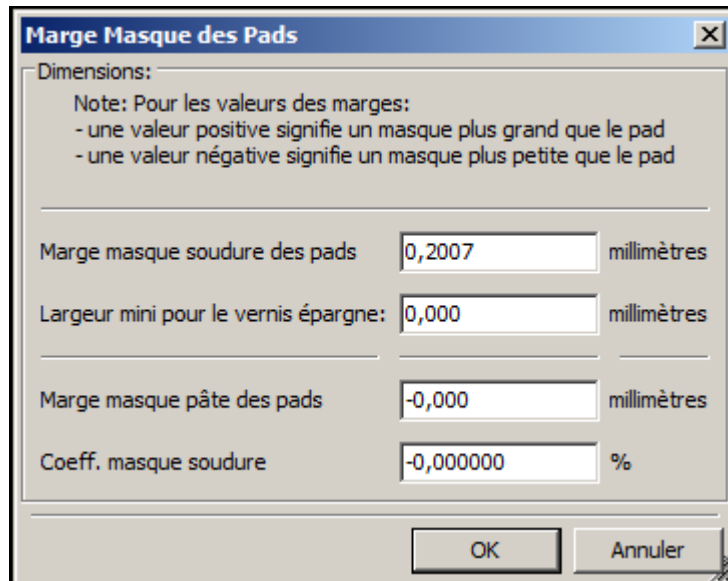 Marge Masque des Pads
Dimensions:
Note: Pour les valeurs des marges:
- une valeur positive signifie un masque plus grand que le pad
- une valeur négative signifie un masque plus petite que le pad
Marge masque soudure des pads 0,2007 millimètres
Largeur mini pour le vernis épargne: 0,000 millimètres
Marge masque pâte des pads -0,000 millimètres
Coeff. masque soudure -0,000000 %
OK Annuler